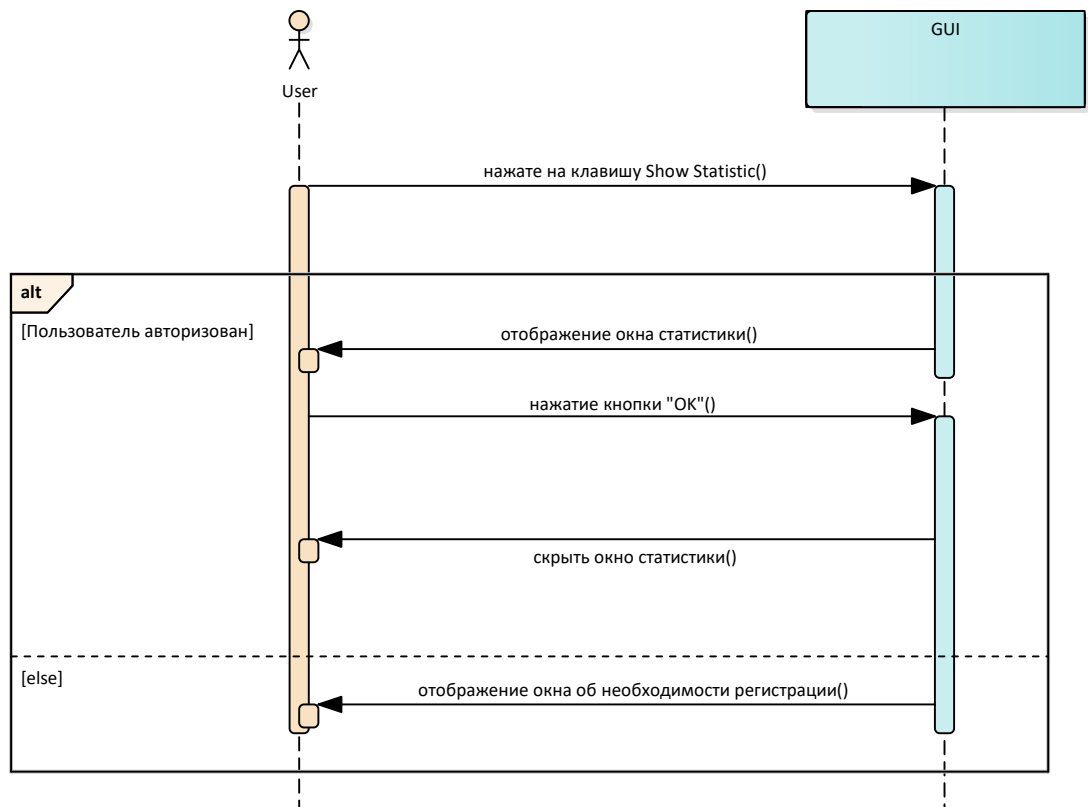 User
GUI
нажате на клавишу Show Statistic()
alt
[Пользователь авторизован]
отображение окна статистики()
нажатие кнопки "OK"()
скрыть окно статистики()
[else]
отображение окна об необходимости регистрации()